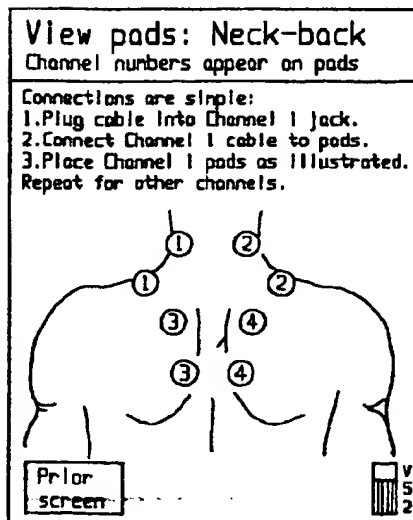 View pads: Neck-back
Channel numbers appear on pads
Connections are simple:
1.Plug cable into Channel 1 jack.
2.Connect Channel 1 cable to pads.
3.Place Channel 1 pads as illustrated.
Repeat for other channels.
1 2
1 2
3 4
3 4
Prior
screen
V
5
2